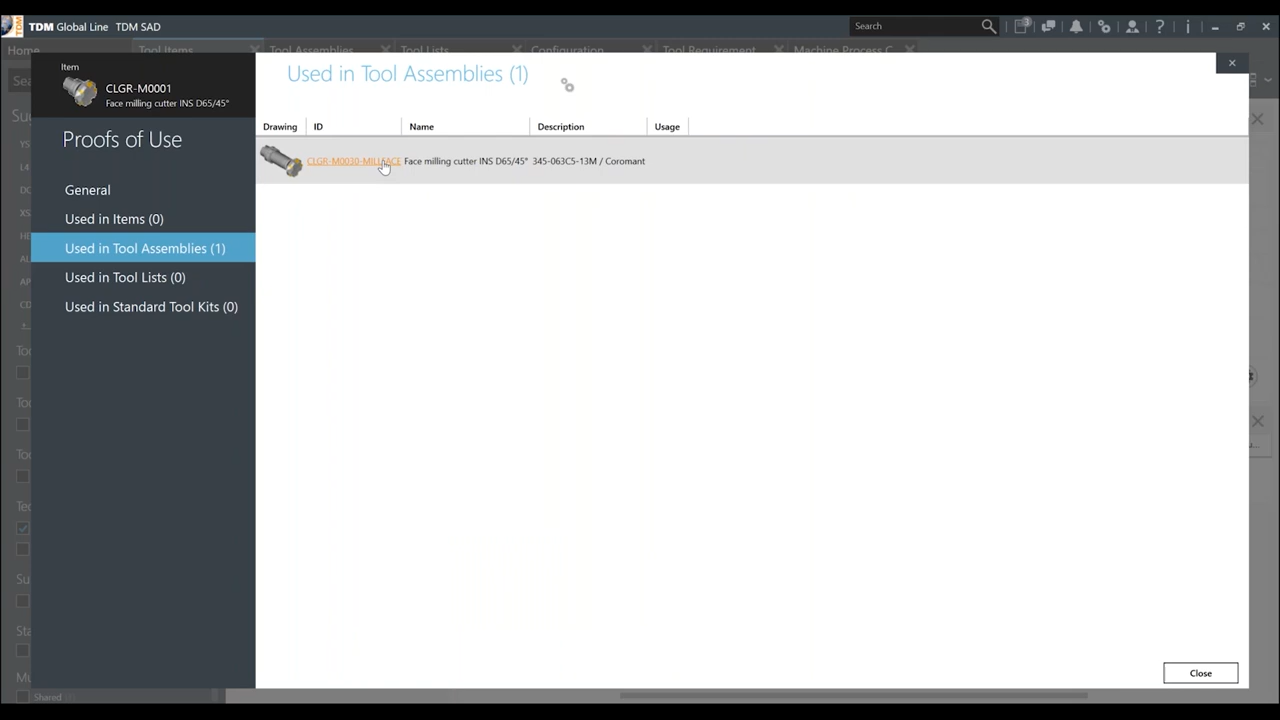 TDM Global Line TDM SAD
Search
3
Home
Tool Items
Tool Assemblies
Tool Lists
Configuration
Tool Requirement
Machine Process C
Item
CLGR-M0001
Face milling cutter INS D65/45°
Proofs of Use
General
Used in Items (0)
Used in Tool Assemblies (1)
Used in Tool Lists (0)
Used in Standard Tool Kits (0)
Used in Tool Assemblies (1)
Drawing ID Name Description Usage
Face milling cutter INS D65/45° 345-063C5-13M / Coromant
Shared
Close